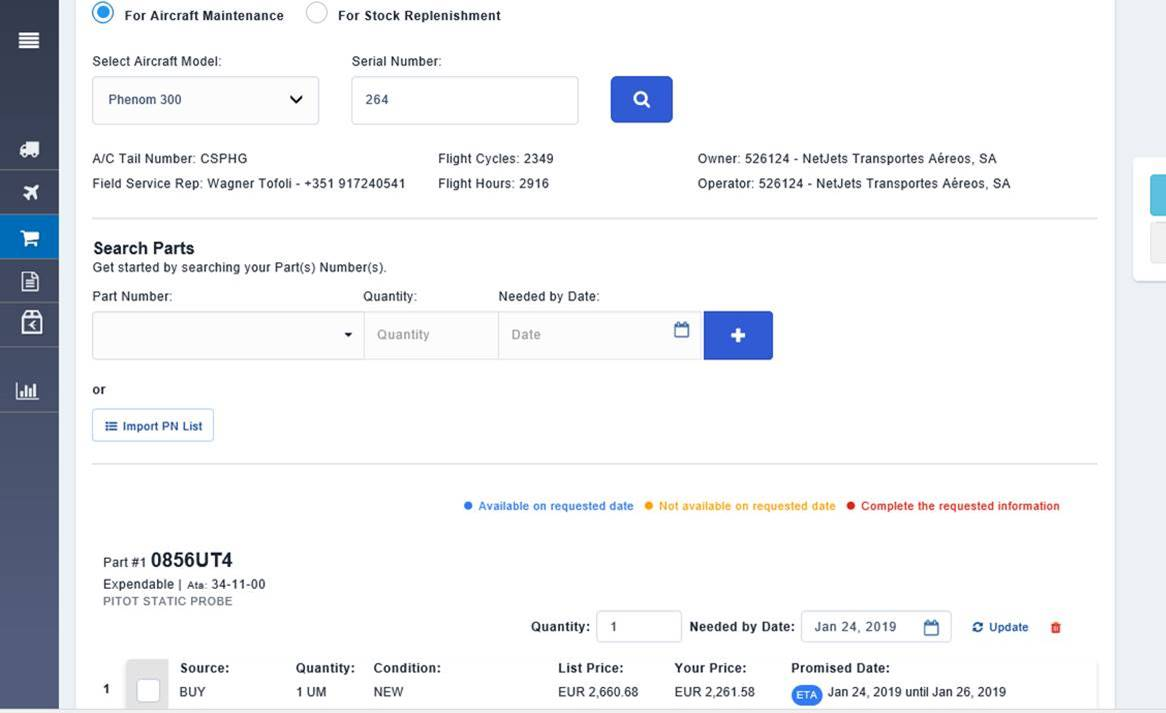 For Aircraft Maintenance For Stock Replenishment
Select Aircraft Model: Serial Number:
Phenom 300 264
A/C Tail Number: CSPHG Flight Cycles: 2349 Owner: 526124 - NetJets Transportes Aéreos, SA
Field Service Rep: Wagner Tofoli - +351 917240541 Flight Hours: 2916 Operator: 526124 - NetJets Transportes Aéreos, SA
Search Parts
Get started by searching your Part(s) Number(s).
Part Number: Quantity: Needed by Date:
Quantity Date
or
Import PN List
Available on requested date Not available on requested date Complete the requested information
Part #1 0856UT4
Expendable | Ata: 34-11-00
PITOT STATIC PROBE
Quantity: 1 Needed by Date: Jan 24, 2019 Update
Source: Quantity: Condition: List Price: Your Price: Promised Date:
1 BUY 1 UM NEW EUR 2,660.68 EUR 2,261.58 ETA Jan 24, 2019 until Jan 26, 2019